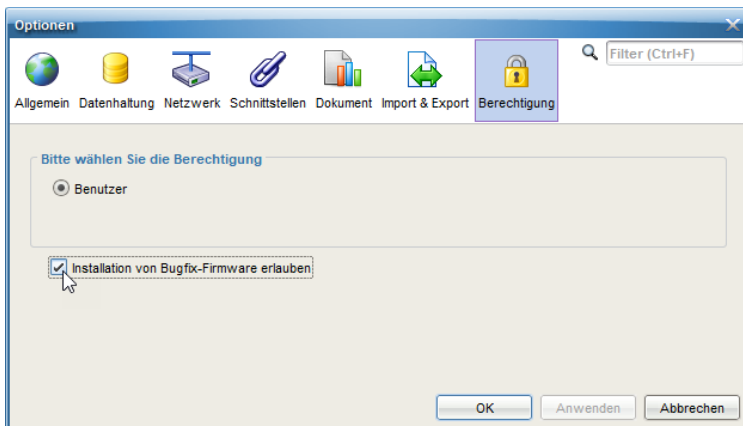 Optionen
Filter (Ctrl+F)
Allgemein Datenhaltung Netzwerk Schnittstellen Dokument Import & Export Berechtigung
Bitte wählen Sie die Berechtigung
Benutzer
Installation von Bugfix-Firmware erlauben
OK Anwenden Abbrechen